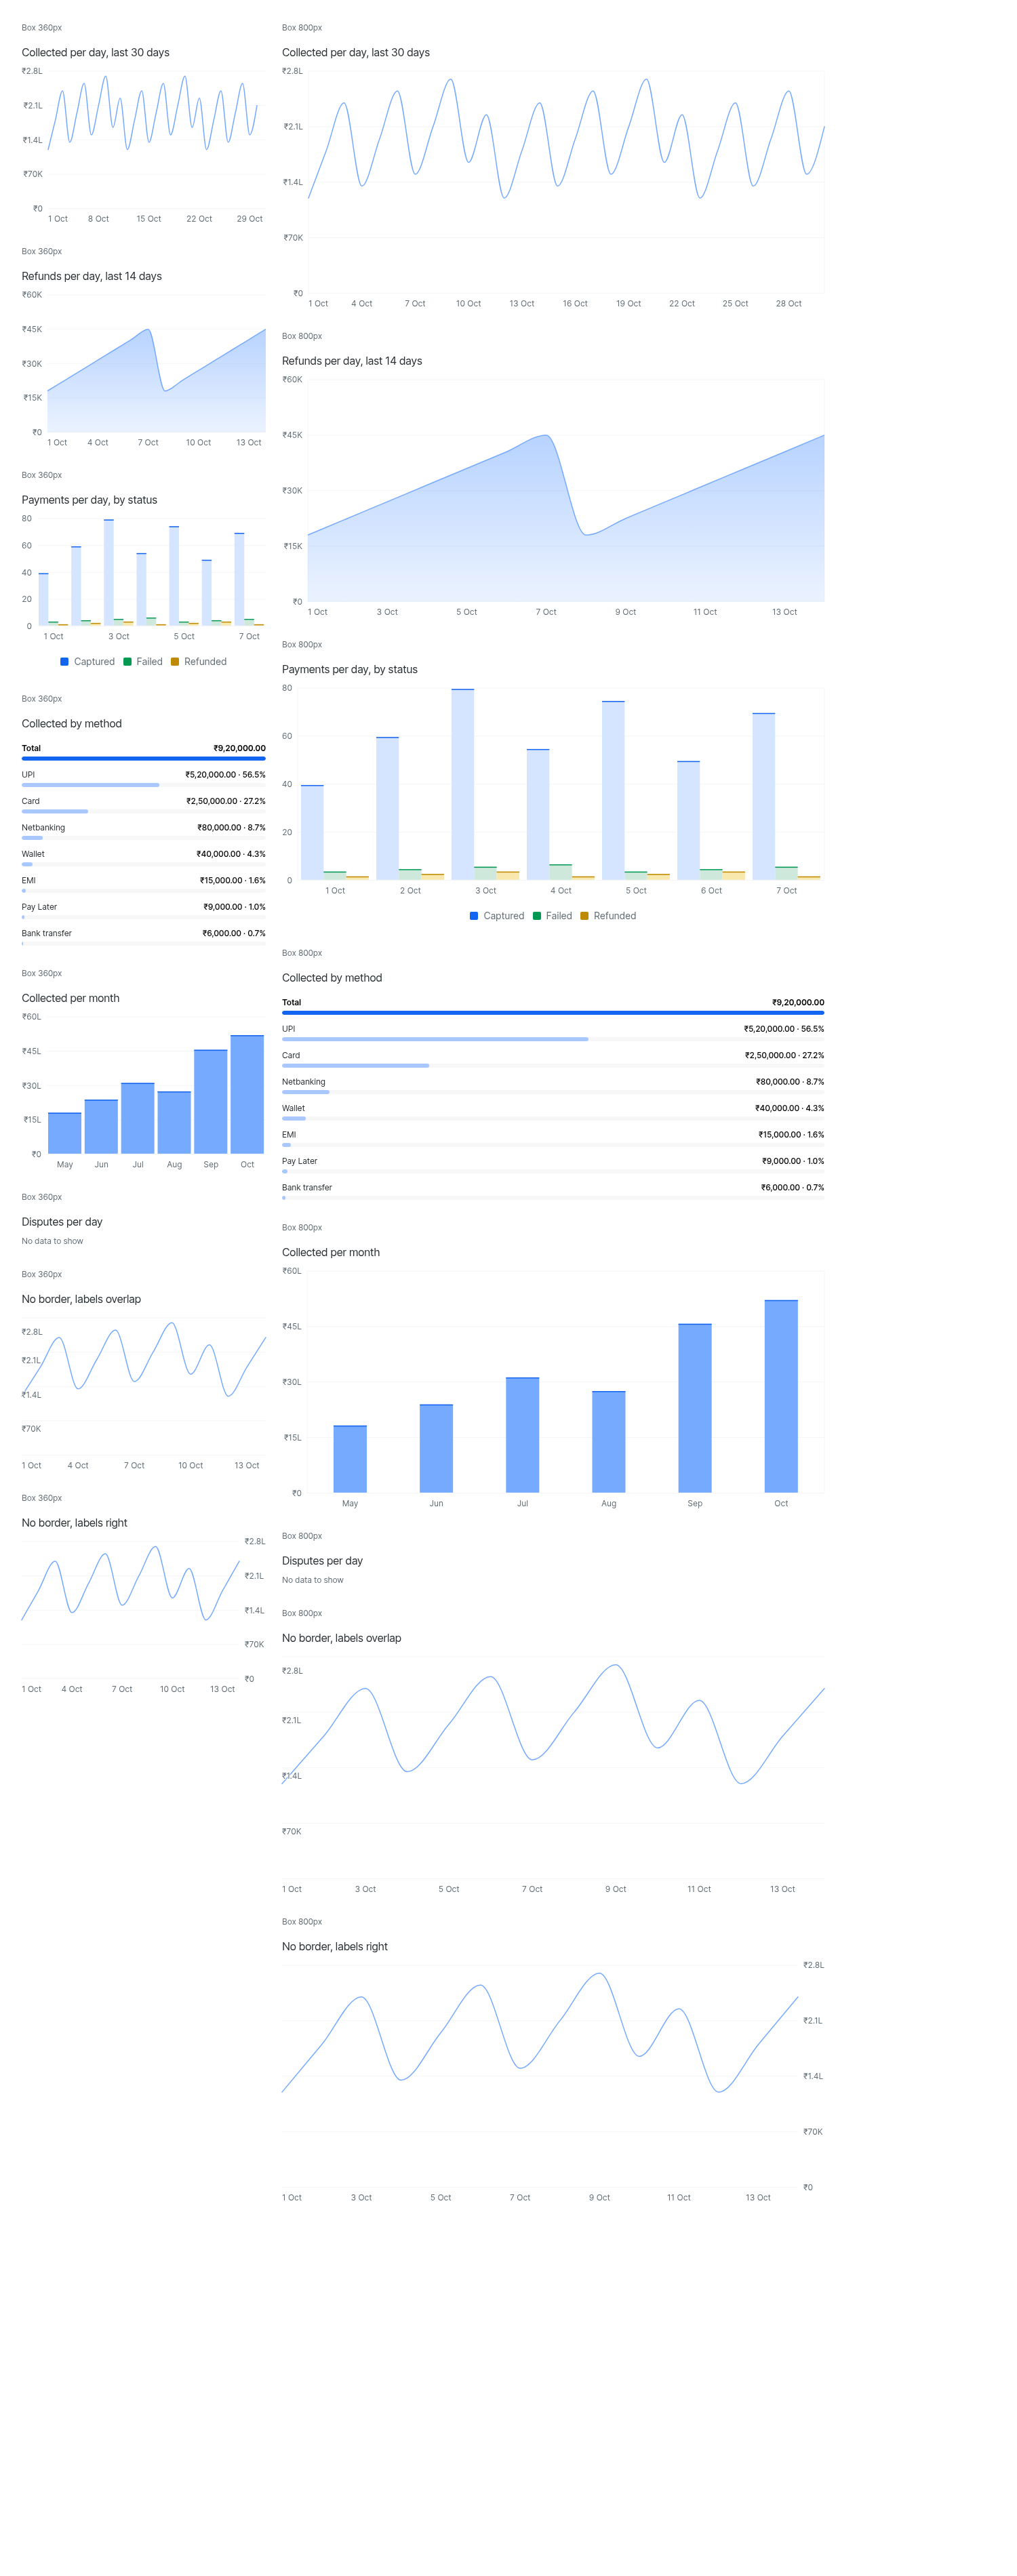 Box 360px
Collected per day, last 30 days
₹2.8L
₹2.1L
₹1.4L
₹70K
₹0
1 Oct 8 Oct 15 Oct 22 Oct 29 Oct
Box 360px
Refunds per day, last 14 days
₹60K
₹45K
₹30K
₹15K
₹0
1 Oct 4 Oct 7 Oct 10 Oct 13 Oct
Box 360px
Payments per day, by status
80
60
40
20
0
1 Oct 3 Oct 5 Oct 7 Oct
Captured Failed Refunded
Box 360px
Collected by method
Total ₹9,20,000.00
UPI ₹5,20,000.00 · 56.5%
Card ₹2,50,000.00 · 27.2%
Netbanking ₹80,000.00 · 8.7%
Wallet ₹40,000.00 · 4.3%
EMI ₹15,000.00 · 1.6%
Pay Later ₹9,000.00 · 1.0%
Bank transfer ₹6,000.00 · 0.7%
Box 360px
Collected per month
₹60L
₹45L
₹30L
₹15L
₹0
May Jun Jul Aug Sep Oct
Box 360px
Disputes per day
No data to show
Box 360px
No border, labels overlap
₹2.8L
₹2.1L
₹1.4L
₹70K
1 Oct 4 Oct 7 Oct 10 Oct 13 Oct
Box 360px
No border, labels right
₹2.8L
₹2.1L
₹1.4L
₹70K
₹0
1 Oct 4 Oct 7 Oct 10 Oct 13 Oct
Box 800px
Collected per day, last 30 days
₹2.8L
₹2.1L
₹1.4L
₹70K
₹0
1 Oct 4 Oct 7 Oct 10 Oct 13 Oct 16 Oct 19 Oct 22 Oct 25 Oct 28 Oct
Box 800px
Refunds per day, last 14 days
₹60K
₹45K
₹30K
₹15K
₹0
1 Oct 3 Oct 5 Oct 7 Oct 9 Oct 11 Oct 13 Oct
Box 800px
Payments per day, by status
80
60
40
20
0
1 Oct 2 Oct 3 Oct 4 Oct 5 Oct 6 Oct 7 Oct
Captured Failed Refunded
Box 800px
Collected by method
Total ₹9,20,000.00
UPI ₹5,20,000.00 · 56.5%
Card ₹2,50,000.00 · 27.2%
Netbanking ₹80,000.00 · 8.7%
Wallet ₹40,000.00 · 4.3%
EMI ₹15,000.00 · 1.6%
Pay Later ₹9,000.00 · 1.0%
Bank transfer ₹6,000.00 · 0.7%
Box 800px
Collected per month
₹60L
₹45L
₹30L
₹15L
₹0
May Jun Jul Aug Sep Oct
Box 800px
Disputes per day
No data to show
Box 800px
No border, labels overlap
₹2.8L
₹2.1L
₹1.4L
₹70K
1 Oct 3 Oct 5 Oct 7 Oct 9 Oct 11 Oct 13 Oct
Box 800px
No border, labels right
₹2.8L
₹2.1L
₹1.4L
₹70K
₹0
1 Oct 3 Oct 5 Oct 7 Oct 9 Oct 11 Oct 13 Oct